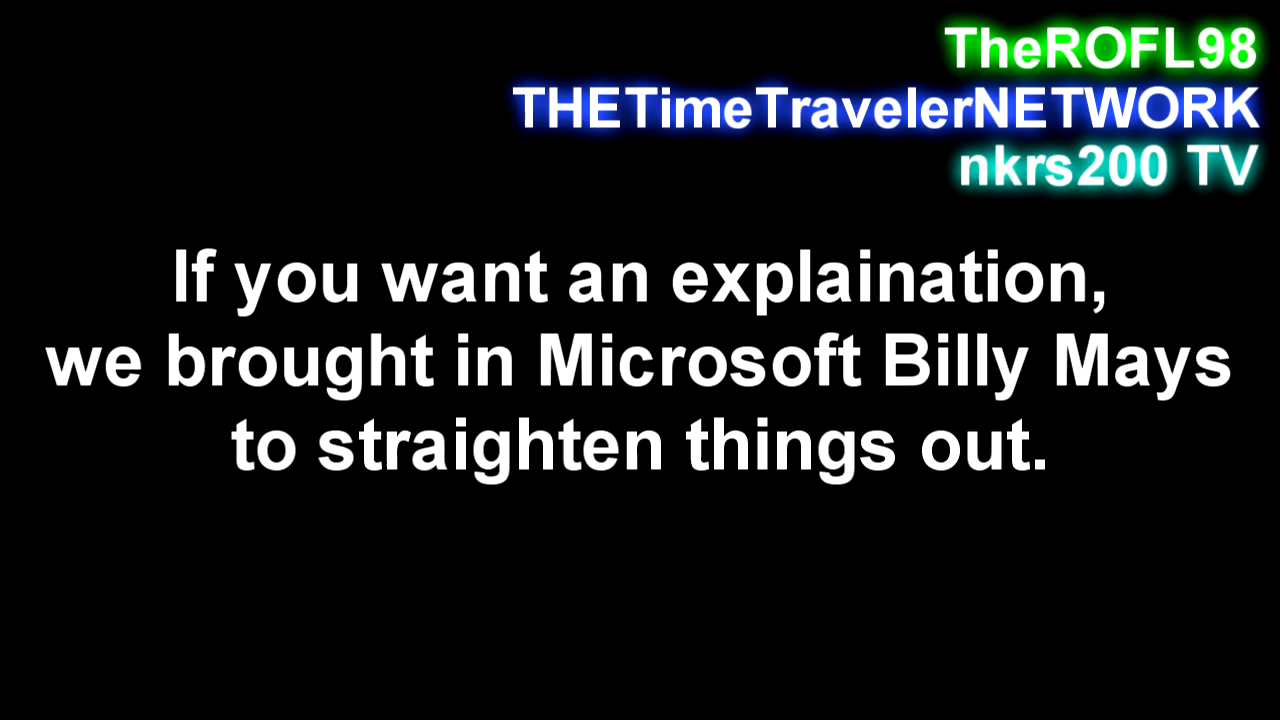 TheROFL98
THETimeTravelerNETWORK
nkrs200 TV
If you want an explaination,
we brought in Microsoft Billy Mays
to straighten things out.